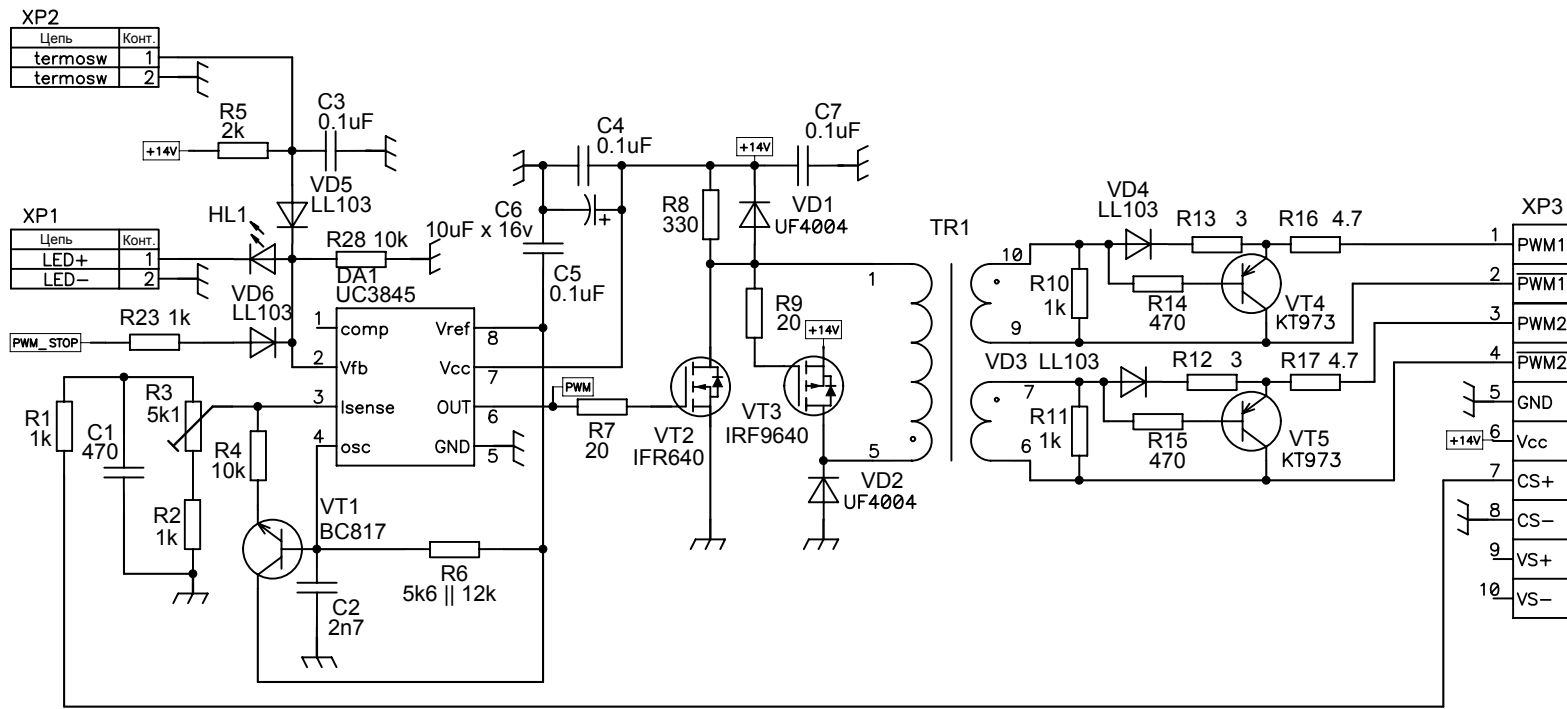 XP2
Цепь Конт.
termosw 1
termosw 2
R5
2k
+14V
C3
0.1uF
VD5
LL103
XP1
Цепь Конт.
LED+ 1
LED− 2
HL1
R28 10k
VD6
LL103
R23 1k
PWM_STOP
DA1
UC3845
1 comp
2 Vfb
3 Isense
4 osc
Vref 8
Vcc 7
OUT 6
GND 5
C4
0.1uF
C6
10uF x 16v
C5
0.1uF
C7
0.1uF
+14V
R8
330
VD1
UF4004
R9
20
+14V
PWM
R7
20
VT2
IFR640
VT3
IRF9640
VD2
UF4004
TR1
1
5
10
9
7
6
R1
1k
C1
470
R3
5k1
R4
10k
R2
1k
VT1
BC817
R6
5k6 || 12k
C2
2n7
VD4
LL103
R13 3
R16 4.7
R10
1k
R14
470
VT4
KT973
VD3 LL103
R12 3
R17 4.7
R11
1k
R15
470
VT5
KT973
XP3
1 PWM1
2 PWM1
3 PWM2
4 PWM2
5 GND
+14V 6 Vcc
7 CS+
8 CS−
9 VS+
10 VS−